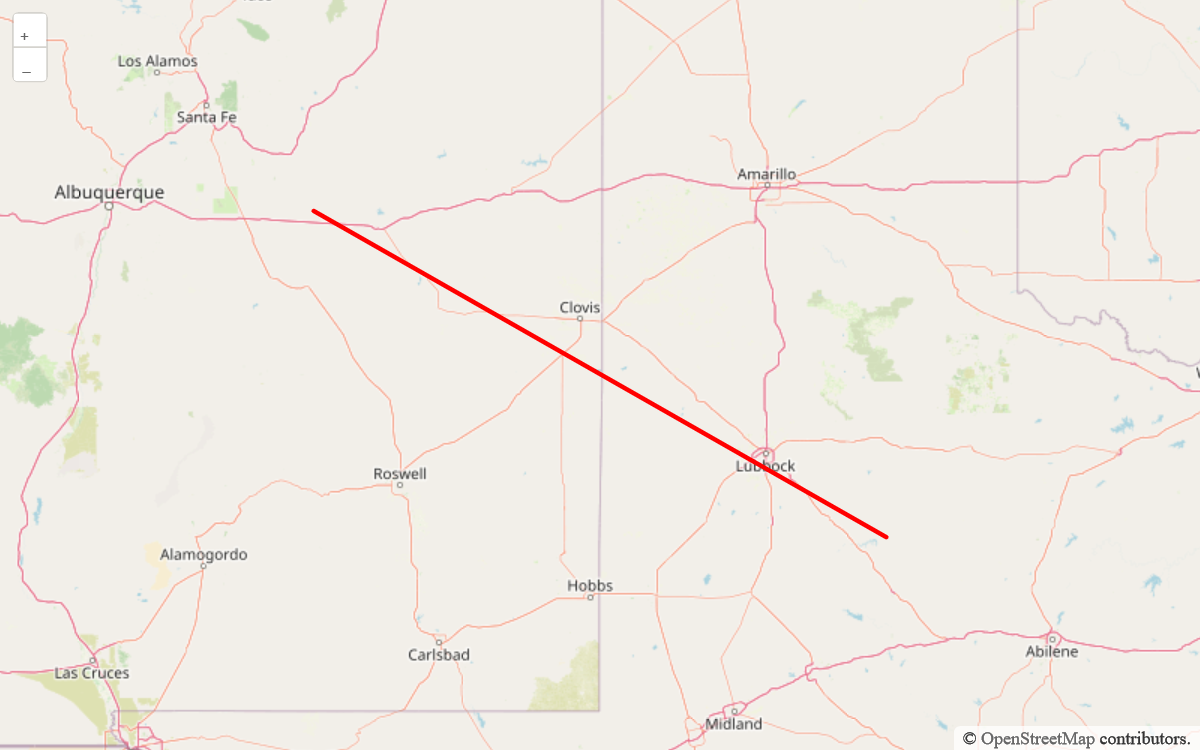 +
Los Alamos
–
Santa Fe
Amarillo
Albuquerque
Clovis
Lubbock
Roswell
Alamogordo
Hobbs
Carlsbad
Abilene
Las Cruces
Midland
© OpenStreetMap contributors.